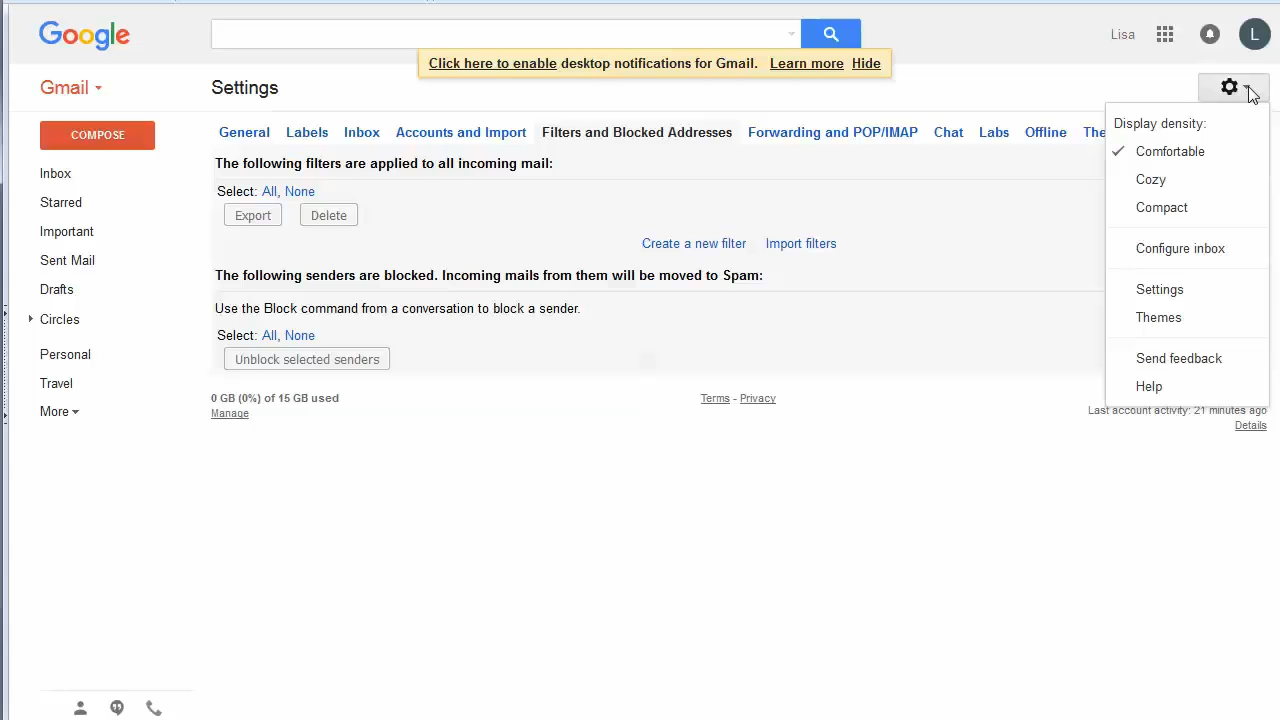 Google
Lisa
L
Click here to enable desktop notifications for Gmail. Learn more Hide
Gmail
Settings
COMPOSE
General Labels Inbox Accounts and Import Filters and Blocked Addresses Forwarding and POP/IMAP Chat Labs Offline The
The following filters are applied to all incoming mail:
Select: All, None
Export Delete
Create a new filter Import filters
The following senders are blocked. Incoming mails from them will be moved to Spam:
Use the Block command from a conversation to block a sender.
Select: All, None
Unblock selected senders
0 GB (0%) of 15 GB used
Manage
Terms - Privacy
Last account activity: 21 minutes ago
Details
Inbox
Starred
Important
Sent Mail
Drafts
Circles
Personal
Travel
More
Display density:
Comfortable
Cozy
Compact
Configure inbox
Settings
Themes
Send feedback
Help